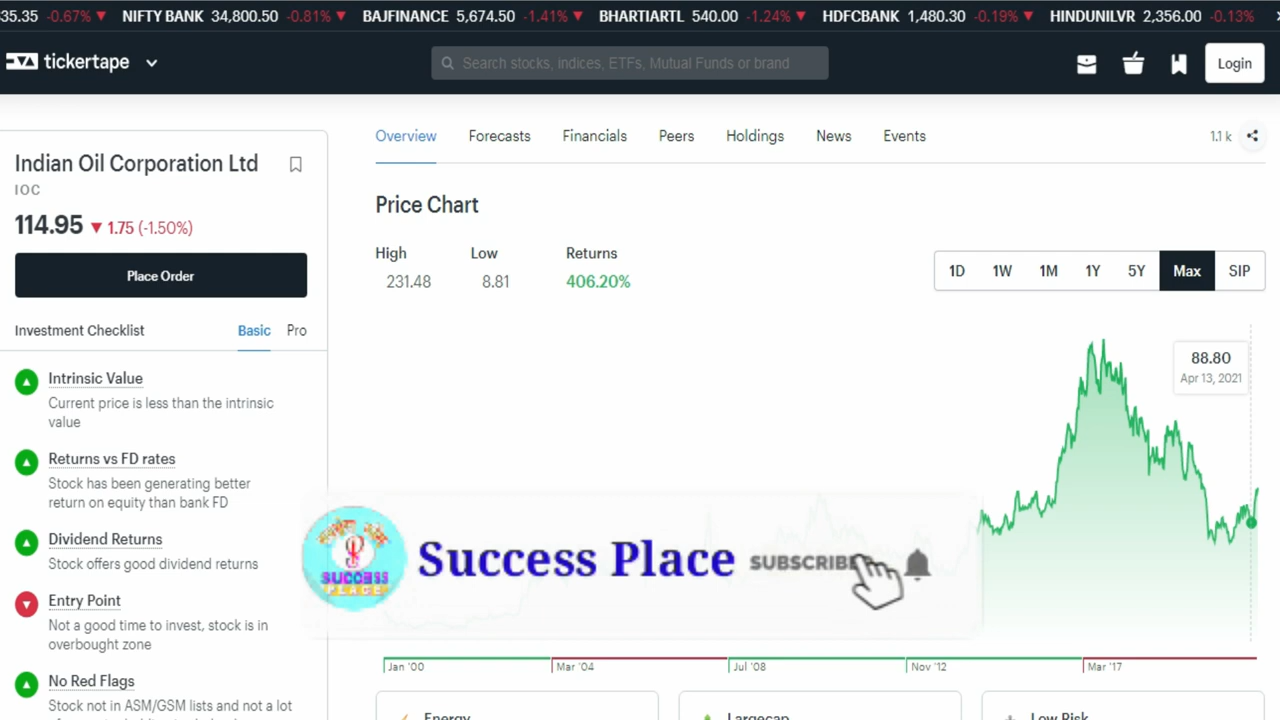 35.35 -0.67% ▼ NIFTY BANK 34,800.50 -0.81% ▼ BAJFINANCE 5,674.50 -1.41% ▼ BHARTIARTL 540.00 -1.24% ▼ HDFCBANK 1,480.30 -0.19% ▼ HINDUNILVR 2,356.00 -0.13%
tickertape
Search stocks, indices, ETFs, Mutual Funds or brand
Login
Indian Oil Corporation Ltd
IOC
114.95 ▼ 1.75 (-1.50%)
Place Order
Investment Checklist Basic Pro
Intrinsic Value
Current price is less than the intrinsic
value
Returns vs FD rates
Stock has been generating better
return on equity than bank FD
Dividend Returns
Stock offers good dividend returns
Entry Point
Not a good time to invest, stock is in
overbought zone
No Red Flags
Stock not in ASM/GSM lists and not a lot
Overview Forecasts Financials Peers Holdings News Events 1.1 k
Price Chart
High Low Returns
231.48 8.81 406.20%
1D 1W 1M 1Y 5Y Max SIP
88.80
Apr 13, 2021
SUCCESS
PLACE
Success Place SUBSCRIBE
Jan '00 Mar '04 Jul '08 Nov '12 Mar '17
Energy Largecap Low Risk